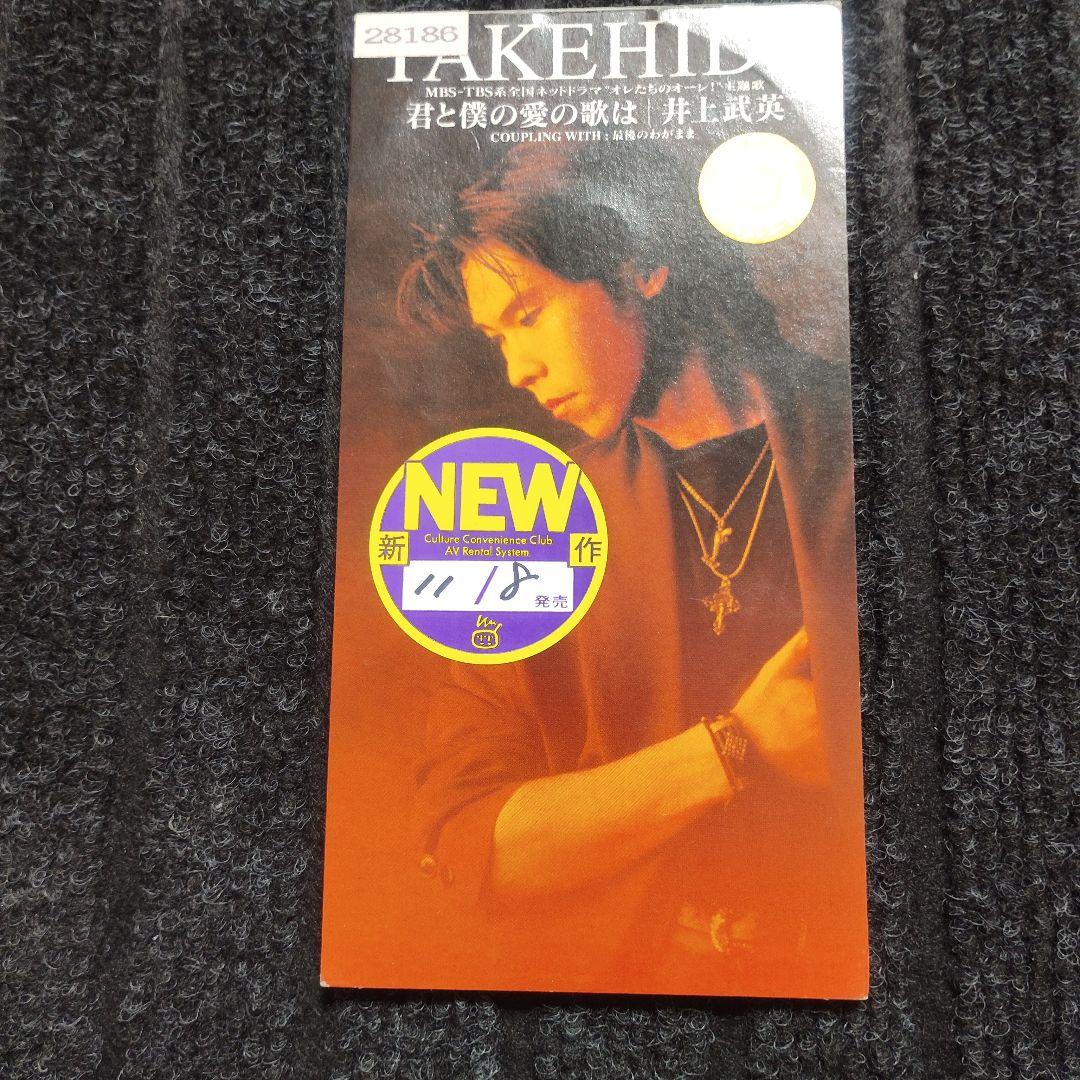 28186
TAKEHID
MBS-TBS系全国ネットドラマ"オレたちのオーレ!"主題歌
君と僕の愛の歌は|井上武英
COUPLING WITH:最後のわがまま
NEW
Culture Convenience Club
AV Rental System
新 作
11/8 発売